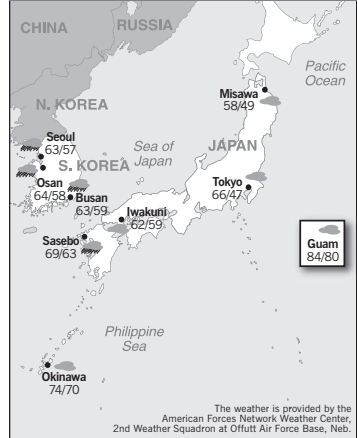 CHINA
RUSSIA
Pacific
Ocean
N. KOREA
Misawa
58/49
Seoul
63/57
Sea of
Japan
JAPAN
S. KOREA
Osan
64/58
Busan
63/59
Tokyo
66/47
Iwakuni
62/59
Sasebo
69/63
Guam
84/80
Philippine
Sea
Okinawa
74/70
The weather is provided by the
American Forces Network Weather Center,
2nd Weather Squadron at Offutt Air Force Base, Neb.